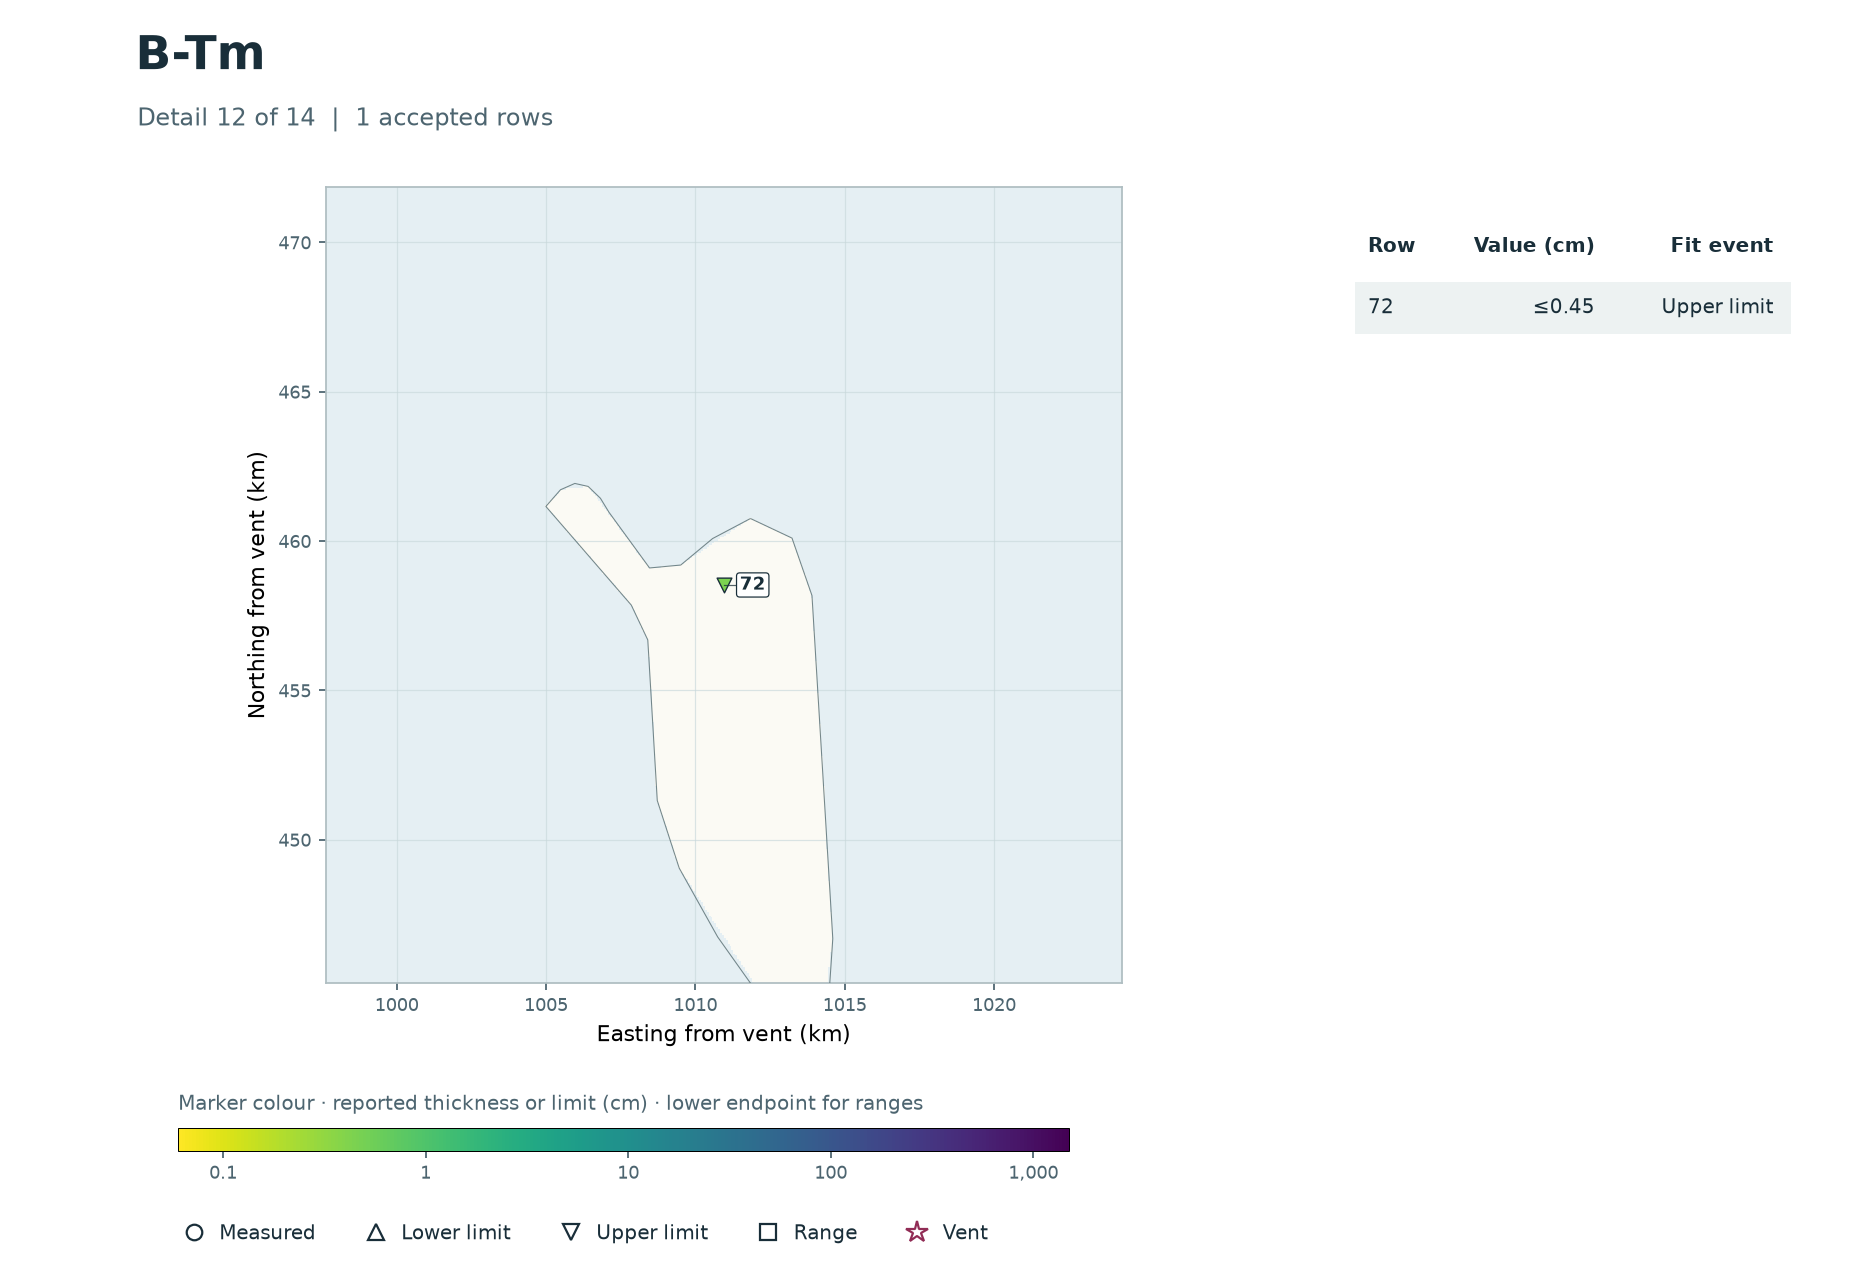 B-Tm
Detail 12 of 14 | 1 accepted rows
Row Value (cm) Fit event
72 ≤0.45 Upper limit
470
465
460
455
450
Northing from vent (km)
72
1000 1005 1010 1015 1020
Easting from vent (km)
Marker colour · reported thickness or limit (cm) · lower endpoint for ranges
0.1 1 10 100 1,000
Measured Lower limit Upper limit Range Vent